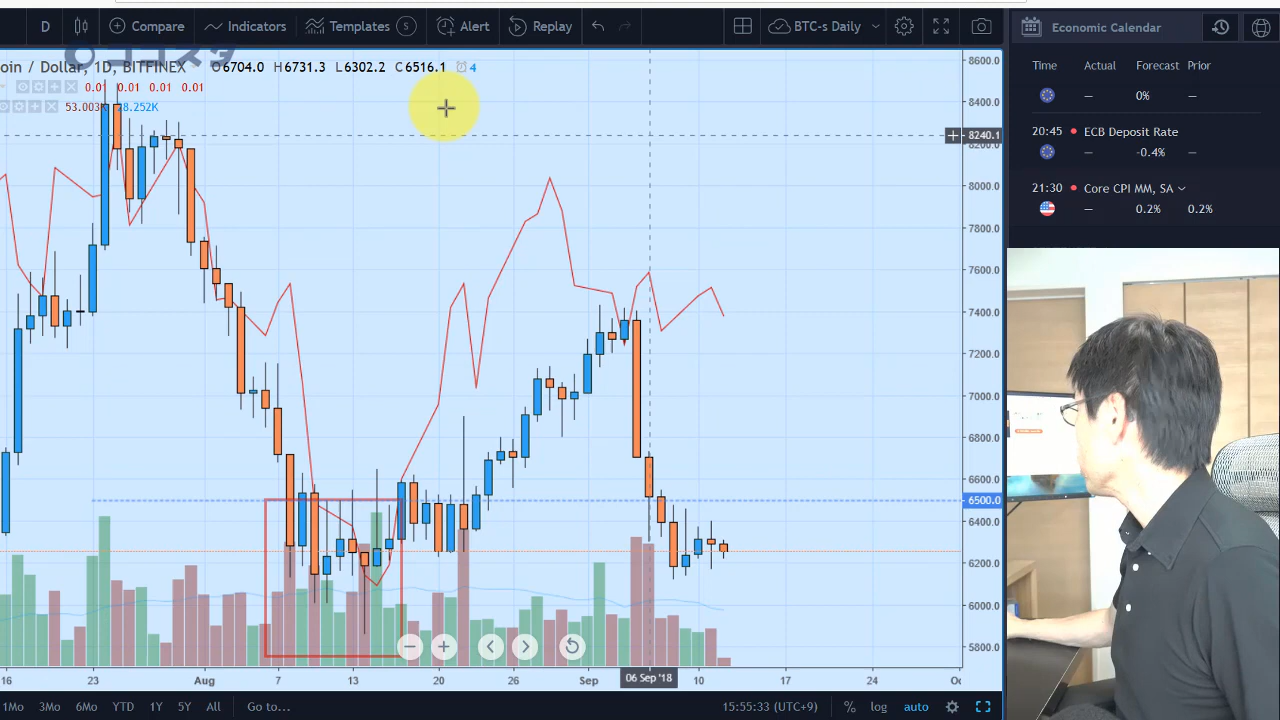 D Compare Indicators Templates S Alert Replay BTC-s Daily
Economic Calendar
oin / Dollar, 1D, BITFINEX O6704.0 H6731.3 L6302.2 C6516.1 4
0.01 0.01 0.01 0.01
53.003K 28.252K
Time Actual Forecast Prior
– 0% –
20:45 ECB Deposit Rate
– -0.4% –
21:30 Core CPI MM, SA
– 0.2% 0.2%
8600.0
8400.0
8240.1
8200.0
8000.0
7800.0
7600.0
7400.0
7200.0
7000.0
6800.0
6600.0
6500.0
6400.0
6200.0
6000.0
5800.0
16 23 Aug 7 13 20 26 Sep 06 Sep '18 10 17 24 Oc
1Mo 3Mo 6Mo YTD 1Y 5Y All Go to... 15:55:33 (UTC+9) % log auto